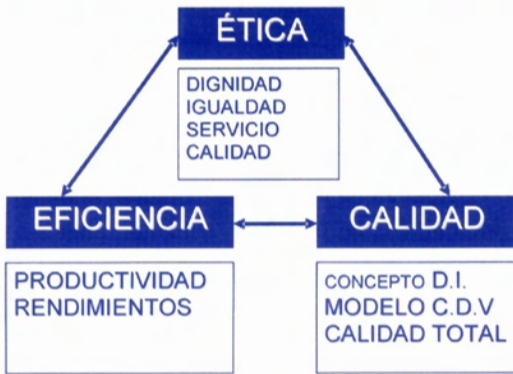 ÉTICA
DIGNIDAD
IGUALDAD
SERVICIO
CALIDAD
EFICIENCIA
PRODUCTIVIDAD
RENDIMIENTOS
CALIDAD
CONCEPTO D.I.
MODELO C.D.V
CALIDAD TOTAL